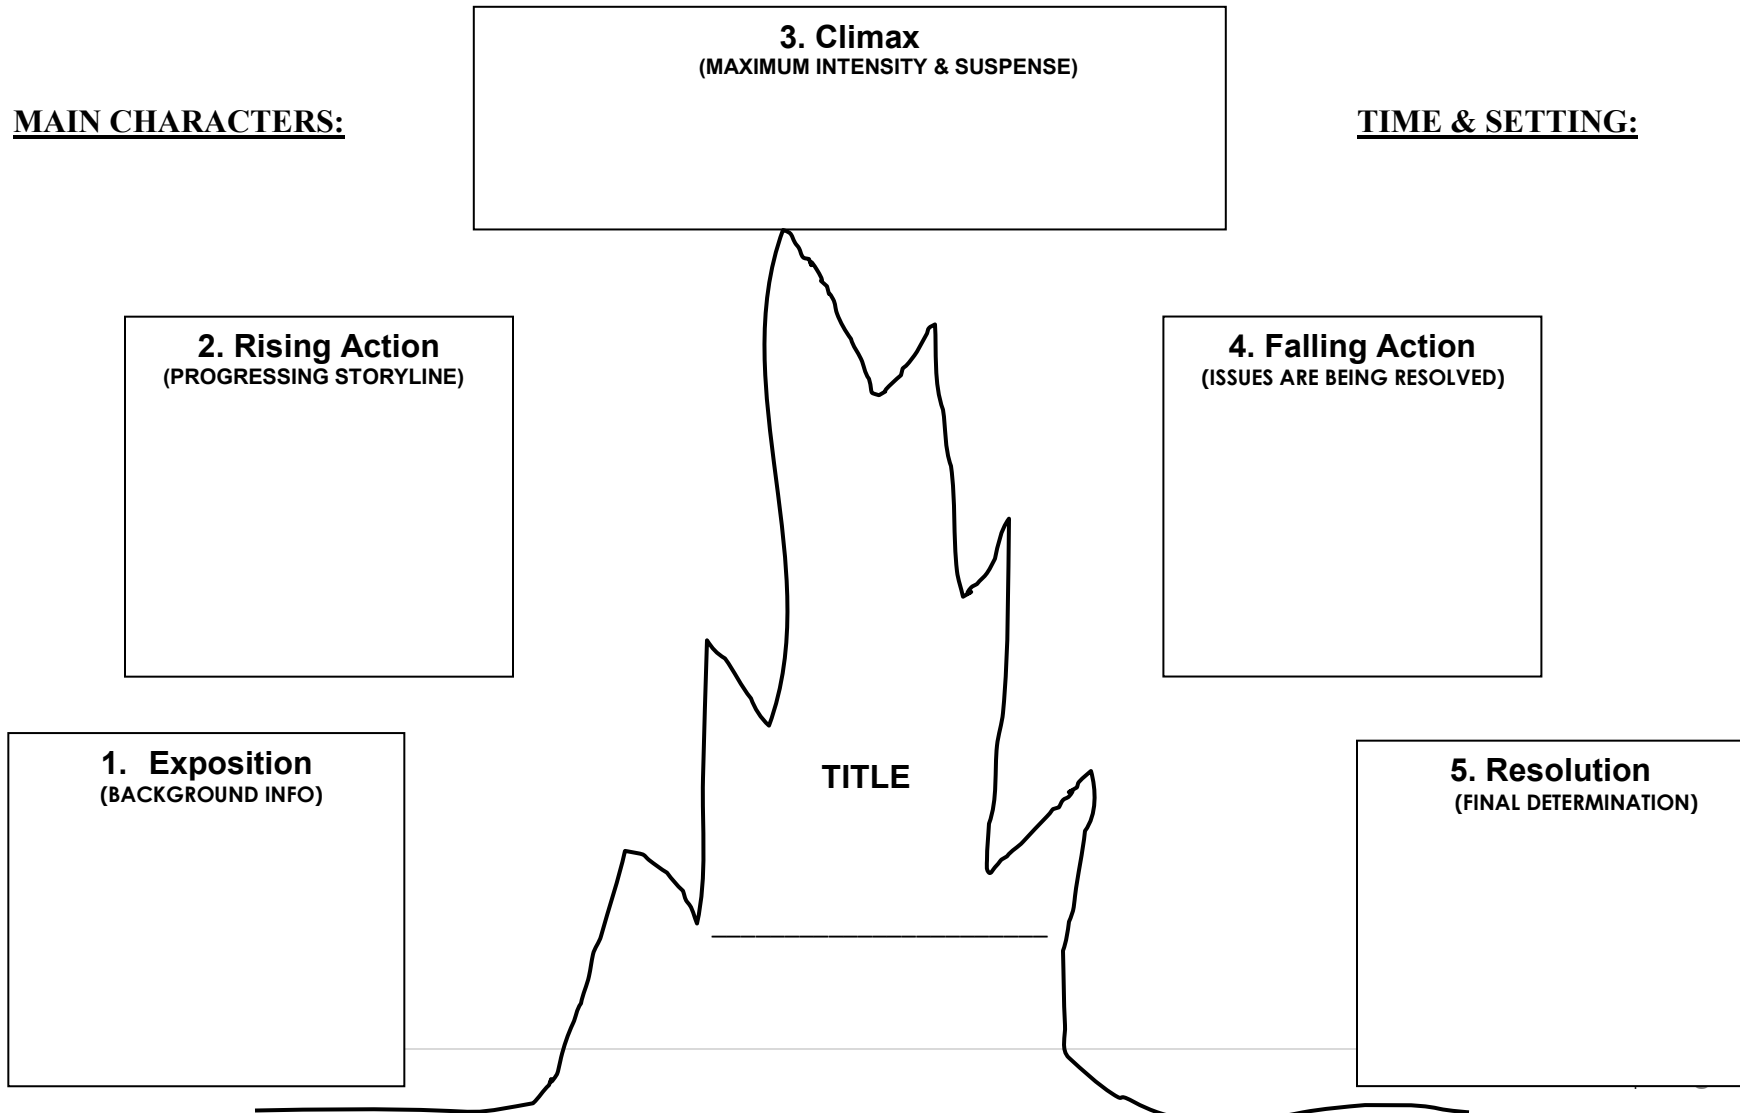 3. Climax
(MAXIMUM INTENSITY & SUSPENSE)
MAIN CHARACTERS:
TIME & SETTING:
2. Rising Action
(PROGRESSING STORYLINE)
4. Falling Action
(ISSUES ARE BEING RESOLVED)
1. Exposition
(BACKGROUND INFO)
TITLE
5. Resolution
(FINAL DETERMINATION)